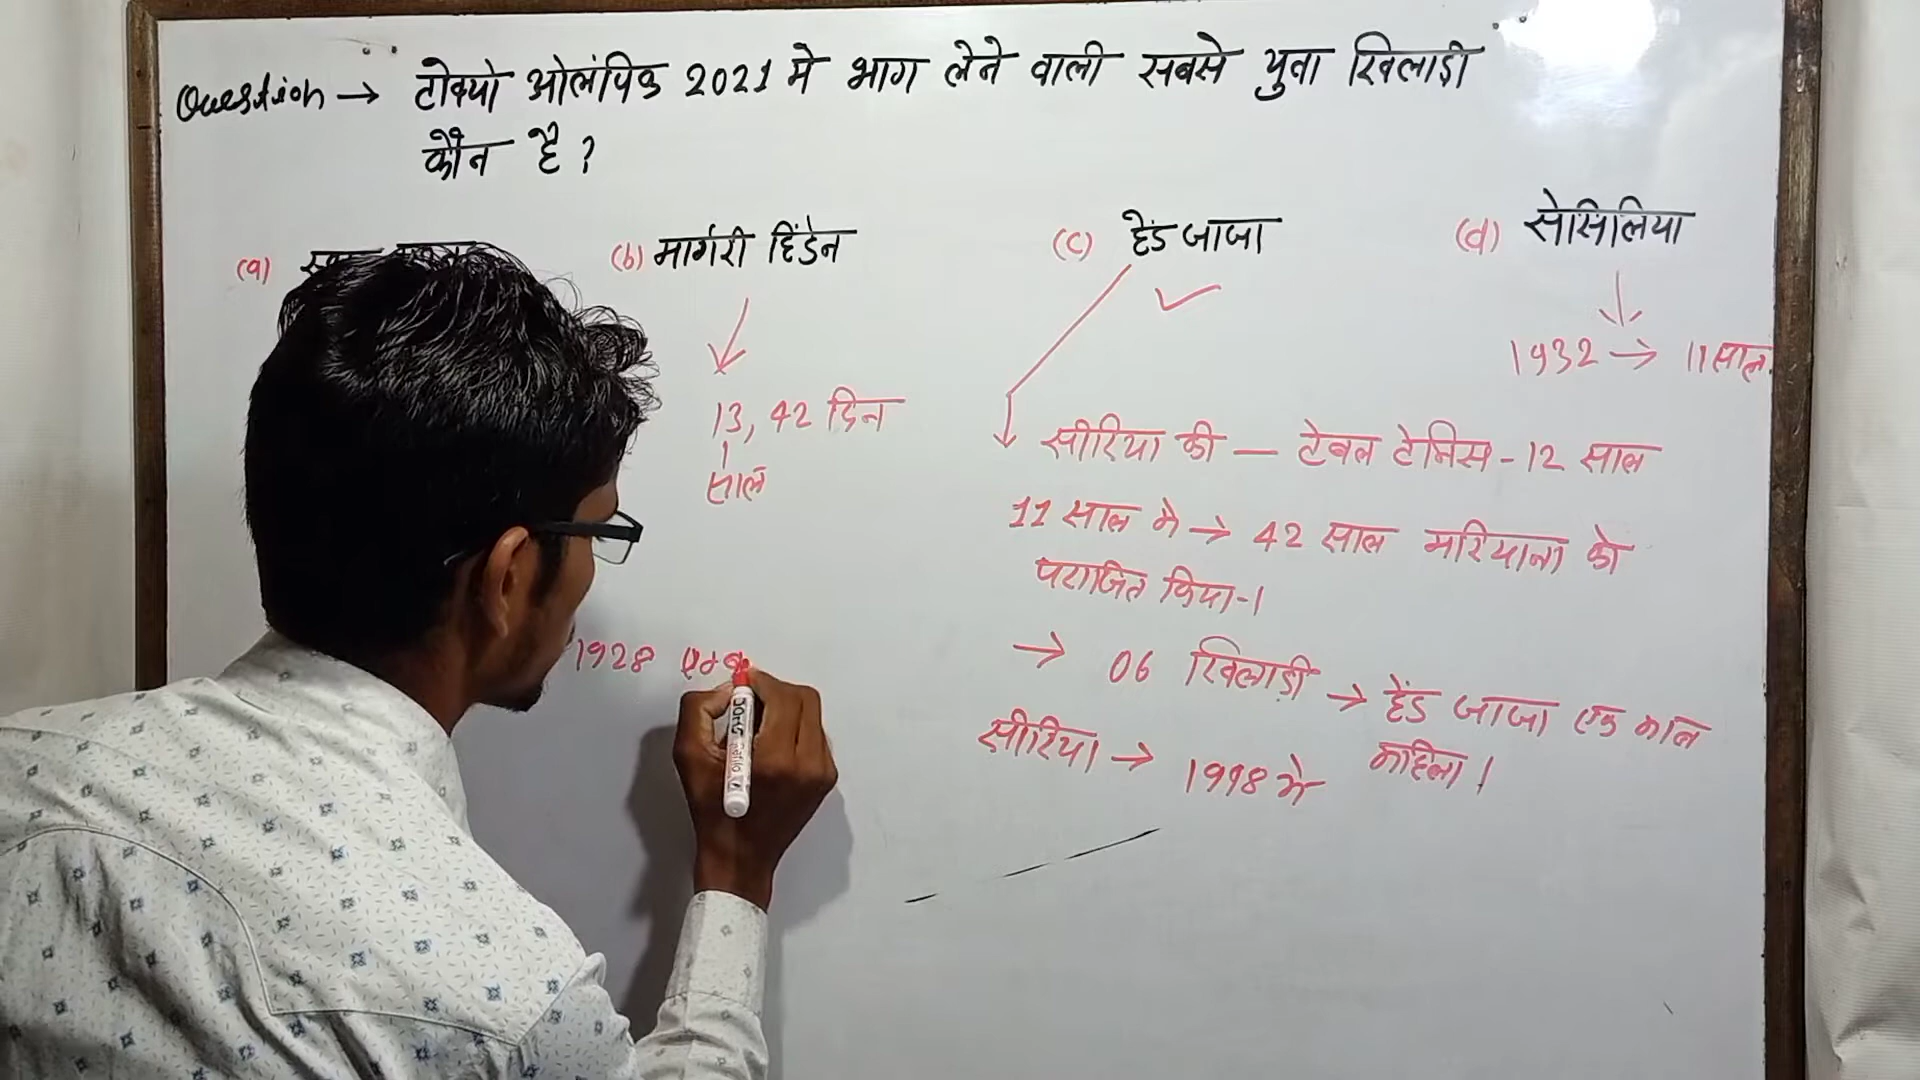 Question → टोक्यो ओलंपिक 2021 मे भाग लेने वाली सबसे युवा खिलाड़ी
कौन है ?
(a)
(b) मार्गरी हिंडेन
(c) हेंड जाजा
(d) सेसिलिया
1932 → 11 साल.
13, 42 दिन
साल
सीरिया की — टेबल टेनिस - 12 साल
11 साल मे → 42 साल मरियाना को
पराजित किया - ।
→ 06 खिलाड़ी → हेंड जाजा एक मात्र
महिला ।
सीरिया → 1998 मे
1928